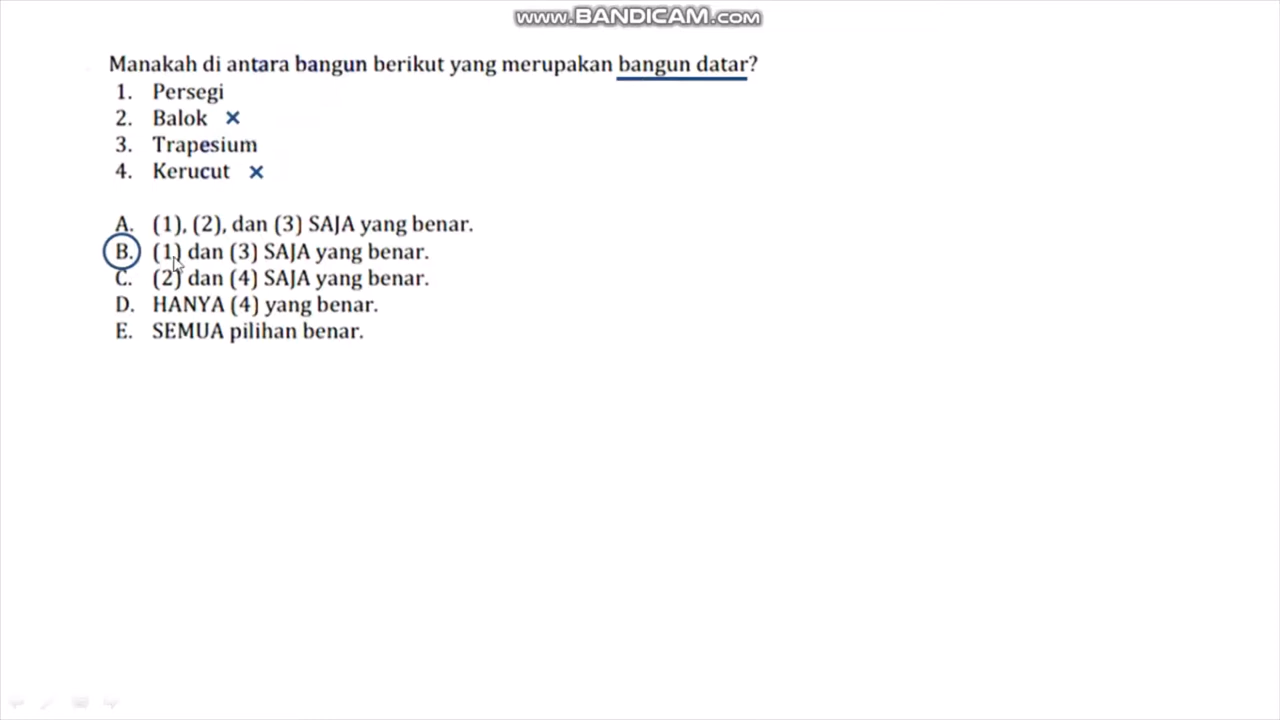 www.BANDICAM.com
Manakah di antara bangun berikut yang merupakan bangun datar?
1. Persegi
2. Balok ×
3. Trapesium
4. Kerucut ×
A. (1), (2), dan (3) SAJA yang benar.
B. (1) dan (3) SAJA yang benar.
C. (2) dan (4) SAJA yang benar.
D. HANYA (4) yang benar.
E. SEMUA pilihan benar.